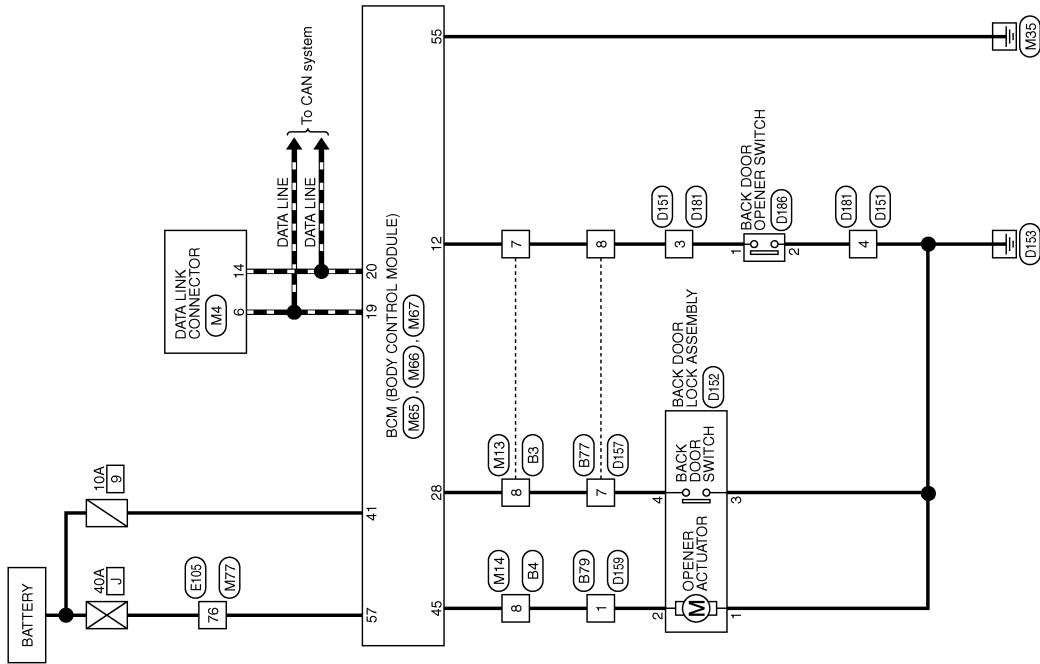 BATTERY
40A
J
10A
9
E105
M77
76
57
41
DATA LINK
CONNECTOR
M4
6
14
DATA LINE
DATA LINE
To CAN system
19
20
BCM (BODY CONTROL MODULE)
M65 , M66 , M67
45
28
12
55
M14
B4
8
M13
B3
8
7
B79
D159
1
B77
D157
7
8
D151
D181
3
BACK DOOR
LOCK ASSEMBLY
D152
2
M
OPENER
ACTUATOR
1
4
BACK
DOOR
SWITCH
3
BACK DOOR
OPENER SWITCH
D186
1
2
D181
D151
4
D153
M35